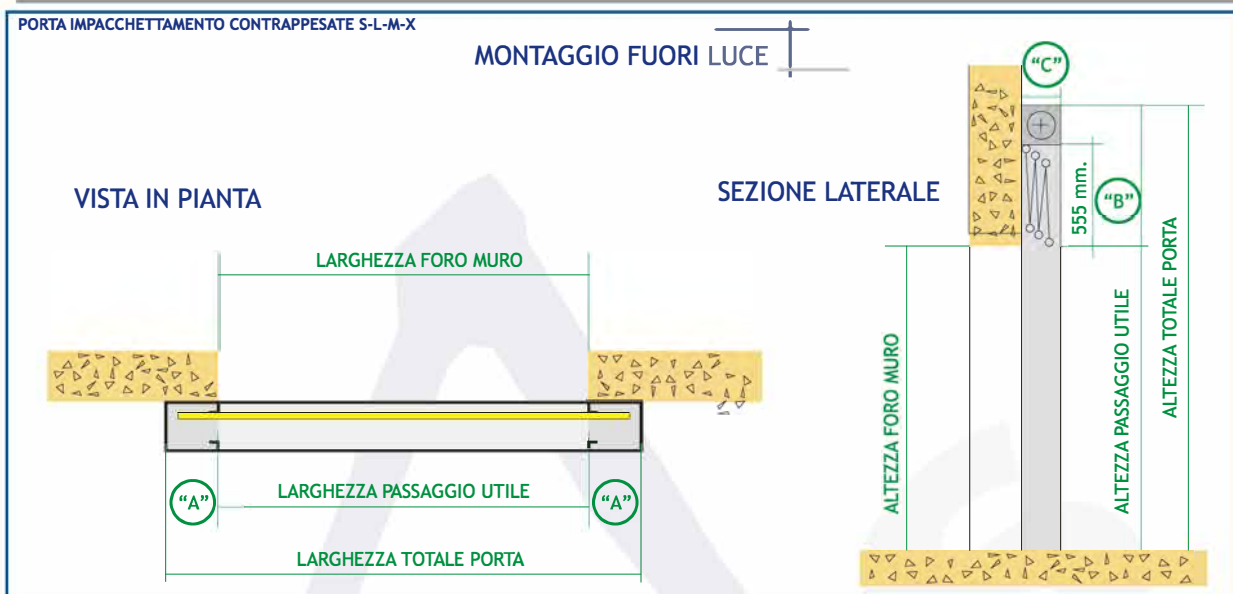 PORTA IMPACCHETTAMENTO CONTRAPPESATE S-L-M-X
MONTAGGIO FUORI LUCE
"C"
VISTA IN PIANTA
SEZIONE LATERALE
555 mm.
"B"
LARGHEZZA FORO MURO
ALTEZZA FORO MURO
ALTEZZA PASSAGGIO UTILE
ALTEZZA TOTALE PORTA
"A"
LARGHEZZA PASSAGGIO UTILE
"A"
LARGHEZZA TOTALE PORTA